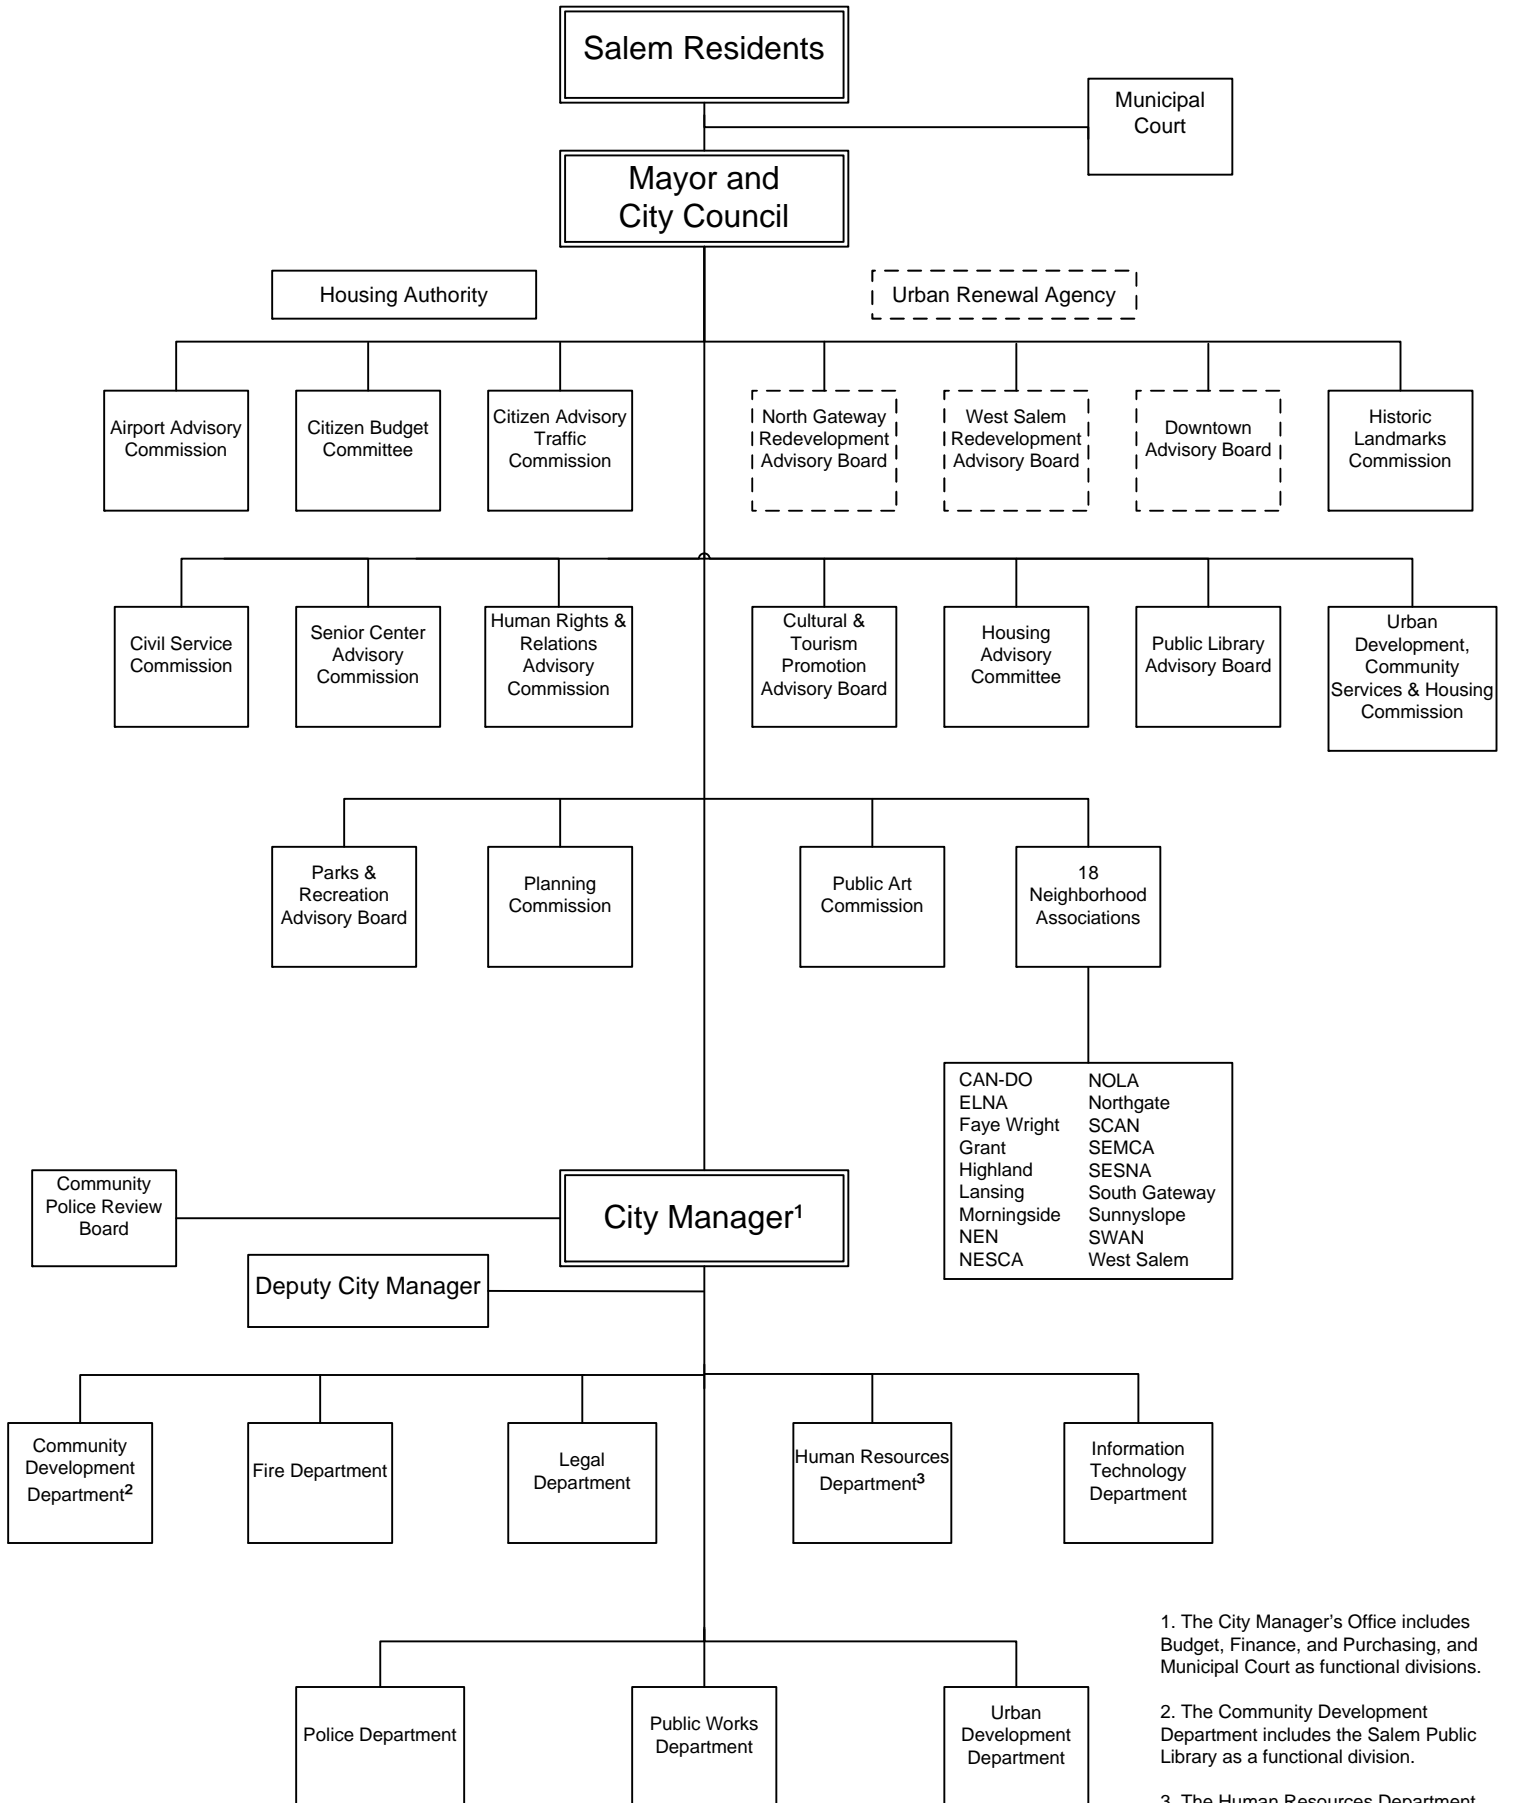 Salem Residents
Municipal
Court
Mayor and
City Council
Housing Authority
Urban Renewal Agency
Airport Advisory
Commission
Citizen Budget
Committee
Citizen Advisory
Traffic
Commission
North Gateway
Redevelopment
Advisory Board
West Salem
Redevelopment
Advisory Board
Downtown
Advisory Board
Historic
Landmarks
Commission
Civil Service
Commission
Senior Center
Advisory
Commission
Human Rights &
Relations
Advisory
Commission
Cultural &
Tourism
Promotion
Advisory Board
Housing
Advisory
Committee
Public Library
Advisory Board
Urban
Development,
Community
Services & Housing
Commission
Parks &
Recreation
Advisory Board
Planning
Commission
Public Art
Commission
18
Neighborhood
Associations
CAN-DO
ELNA
Faye Wright
Grant
Highland
Lansing
Morningside
NEN
NESCA
NOLA
Northgate
SCAN
SEMCA
SESNA
South Gateway
Sunnyslope
SWAN
West Salem
Community
Police Review
Board
City Manager¹
Deputy City Manager
Community
Development
Department²
Fire Department
Legal
Department
Human Resources
Department³
Information
Technology
Department
Police Department
Public Works
Department
Urban
Development
Department
1. The City Manager’s Office includes
Budget, Finance, and Purchasing, and
Municipal Court as functional divisions.
2. The Community Development
Department includes the Salem Public
Library as a functional division.
3. The Human Resources Department